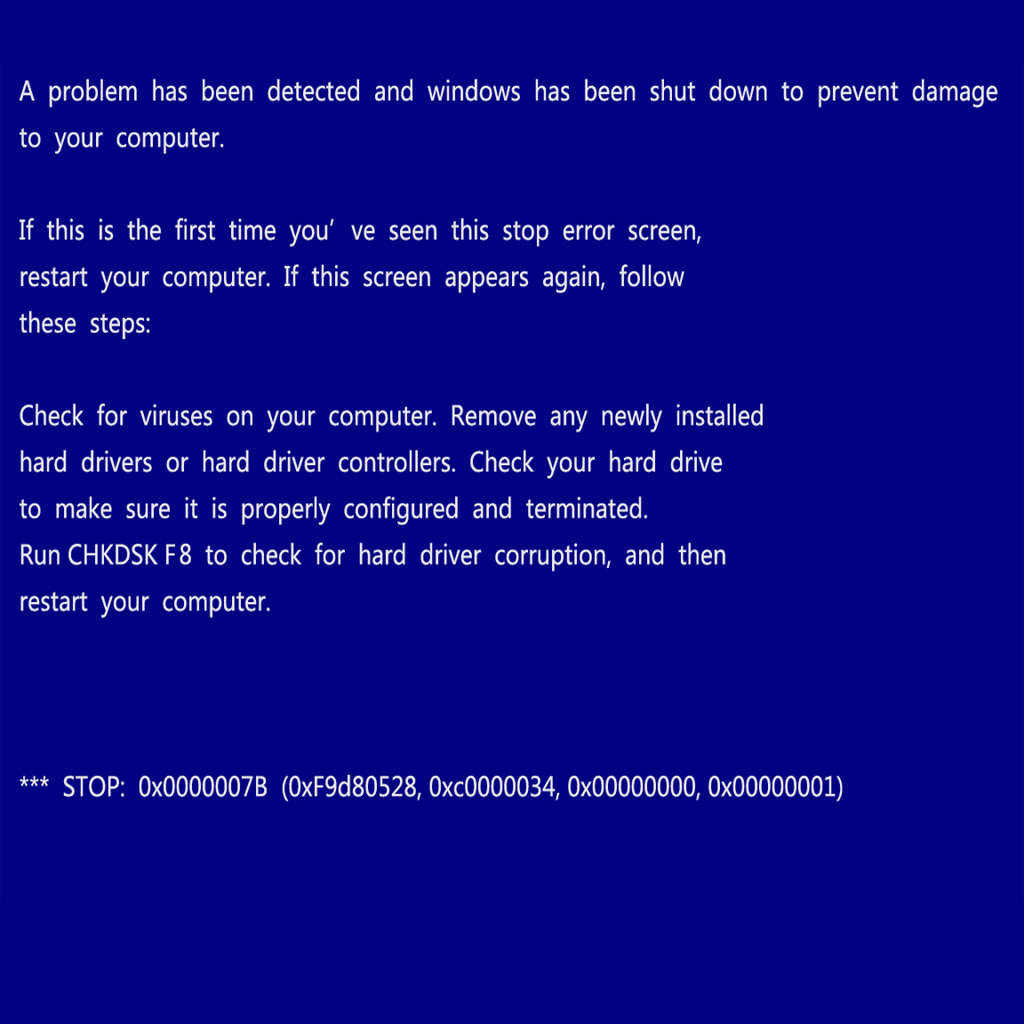 A problem has been detected and windows has been shut down to prevent damage
to your computer.
If this is the first time you’ ve seen this stop error screen,
restart your computer. If this screen appears again, follow
these steps:
Check for viruses on your computer. Remove any newly installed
hard drivers or hard driver controllers. Check your hard drive
to make sure it is properly configured and terminated.
Run CHKDSK F8 to check for hard driver corruption, and then
restart your computer.
*** STOP: 0x0000007B (0xF9d80528, 0xc0000034, 0x00000000, 0x00000001)